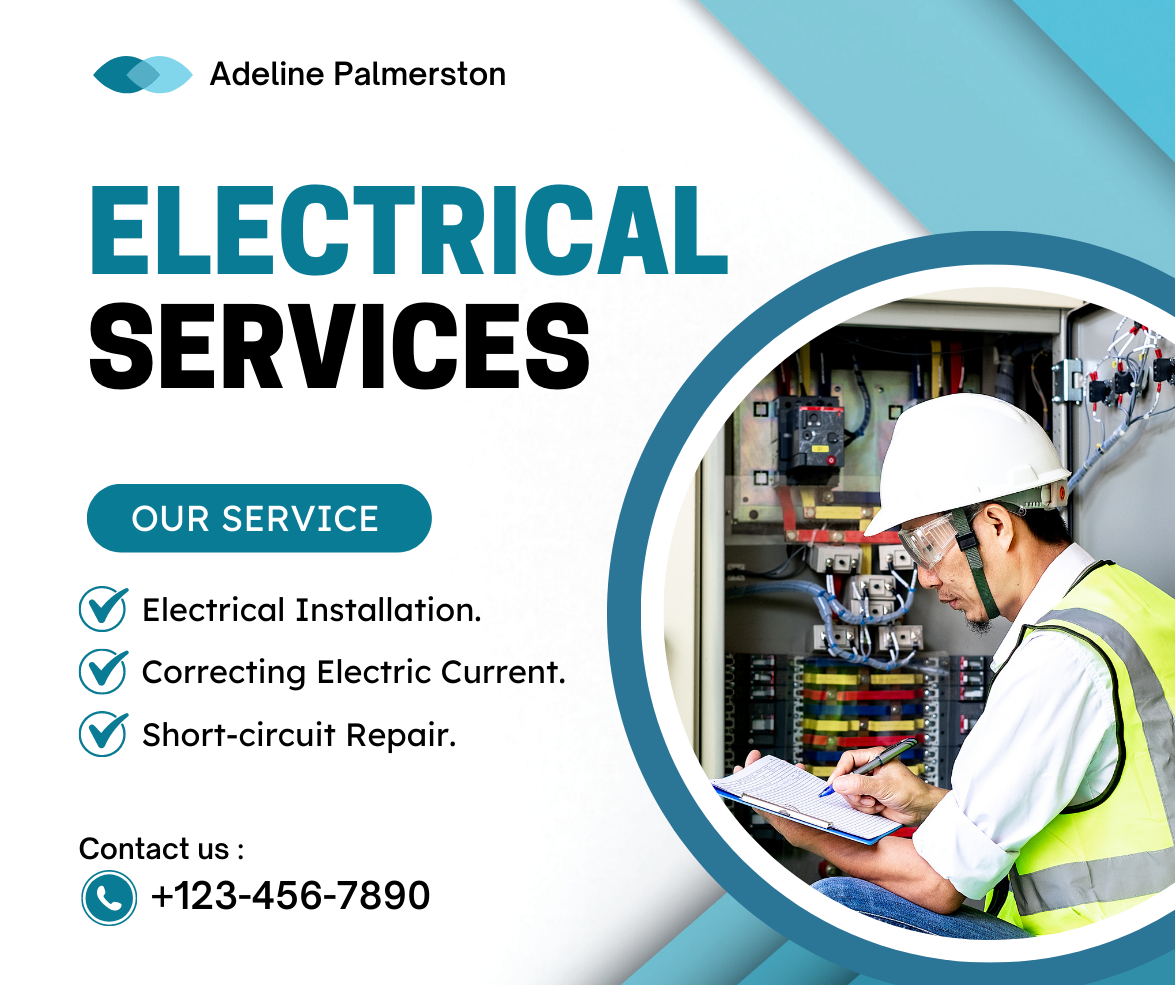 Adeline Palmerston
ELECTRICAL
SERVICES
OUR SERVICE
Electrical Installation.
Correcting Electric Current.
Short-circuit Repair.
Contact us :
+123-456-7890